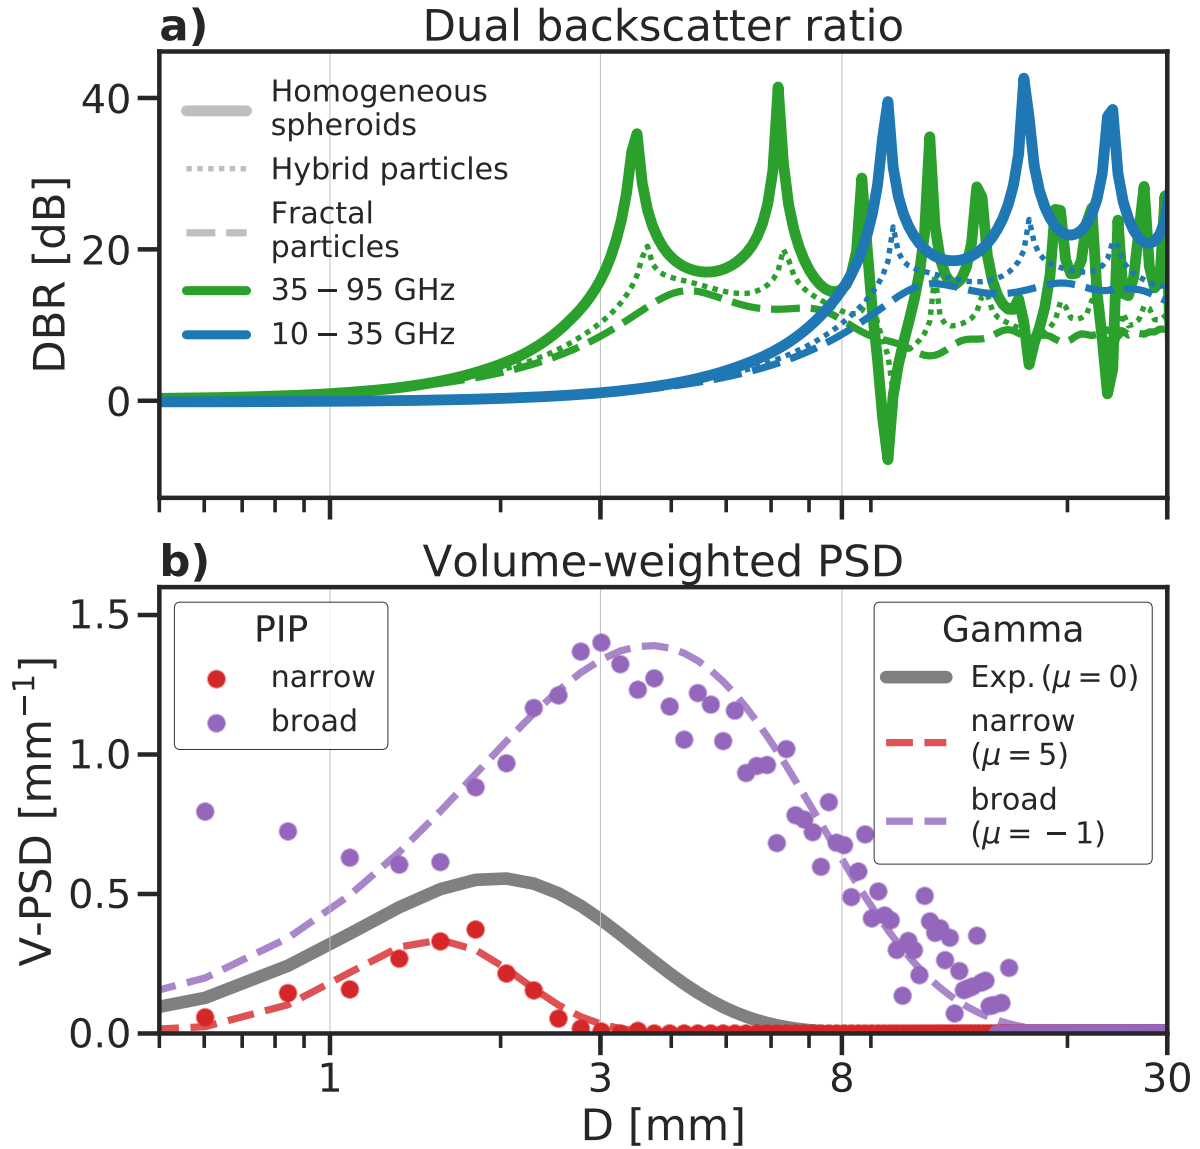 a) Dual backscatter ratio
DBR [dB]
40
20
0
Homogeneous
spheroids
Hybrid particles
Fractal
particles
35 − 95 GHz
10 − 35 GHz
b) Volume-weighted PSD
V-PSD [mm⁻¹]
1.5
1.0
0.5
0.0
PIP
narrow
broad
Gamma
Exp. (μ = 0)
narrow
(μ = 5)
broad
(μ = − 1)
1 3 8 30
D [mm]